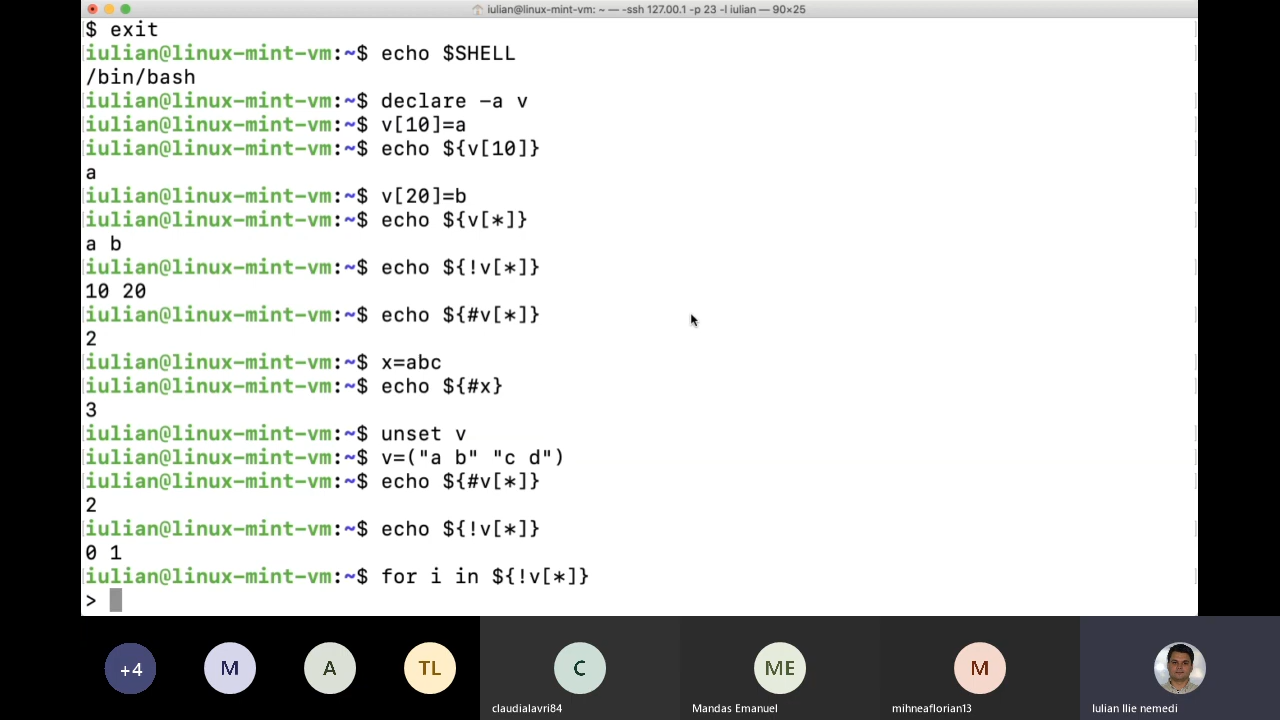 iulian@linux-mint-vm: ~ — -ssh 127.00.1 -p 23 -l iulian — 90×25
$ exit
iulian@linux-mint-vm:~$ echo $SHELL
/bin/bash
iulian@linux-mint-vm:~$ declare -a v
iulian@linux-mint-vm:~$ v[10]=a
iulian@linux-mint-vm:~$ echo ${v[10]}
a
iulian@linux-mint-vm:~$ v[20]=b
iulian@linux-mint-vm:~$ echo ${v[*]}
a b
iulian@linux-mint-vm:~$ echo ${!v[*]}
10 20
iulian@linux-mint-vm:~$ echo ${#v[*]}
2
iulian@linux-mint-vm:~$ x=abc
iulian@linux-mint-vm:~$ echo ${#x}
3
iulian@linux-mint-vm:~$ unset v
iulian@linux-mint-vm:~$ v=("a b" "c d")
iulian@linux-mint-vm:~$ echo ${#v[*]}
2
iulian@linux-mint-vm:~$ echo ${!v[*]}
0 1
iulian@linux-mint-vm:~$ for i in ${!v[*]}
>
+4
M
A
TL
C
ME
M
claudialavri84
Mandas Emanuel
mihneaflorian13
Iulian Ilie nemedi